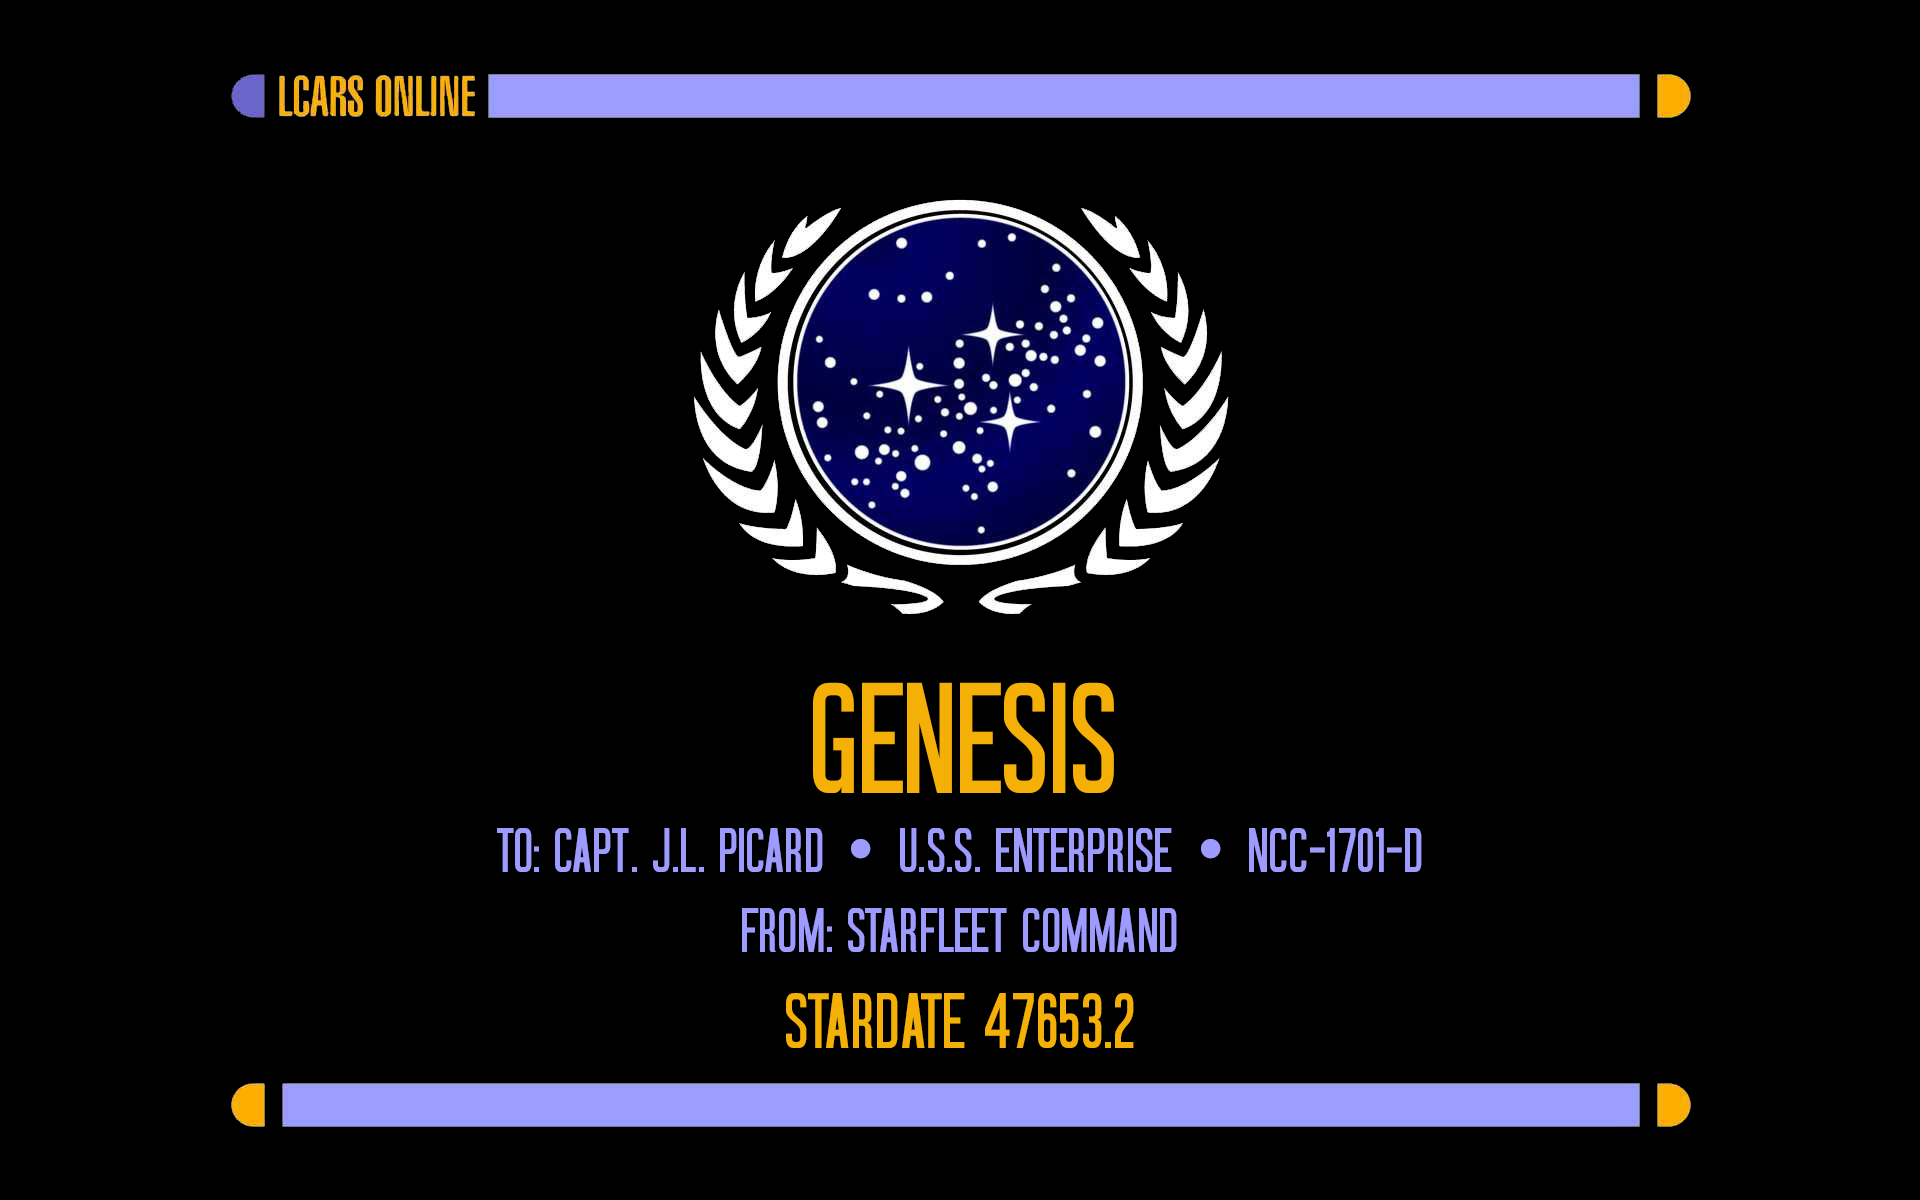 LCARS ONLINE
GENESIS
TO: CAPT. J.L. PICARD • U.S.S. ENTERPRISE • NCC-1701-D
FROM: STARFLEET COMMAND
STARDATE 47653.2